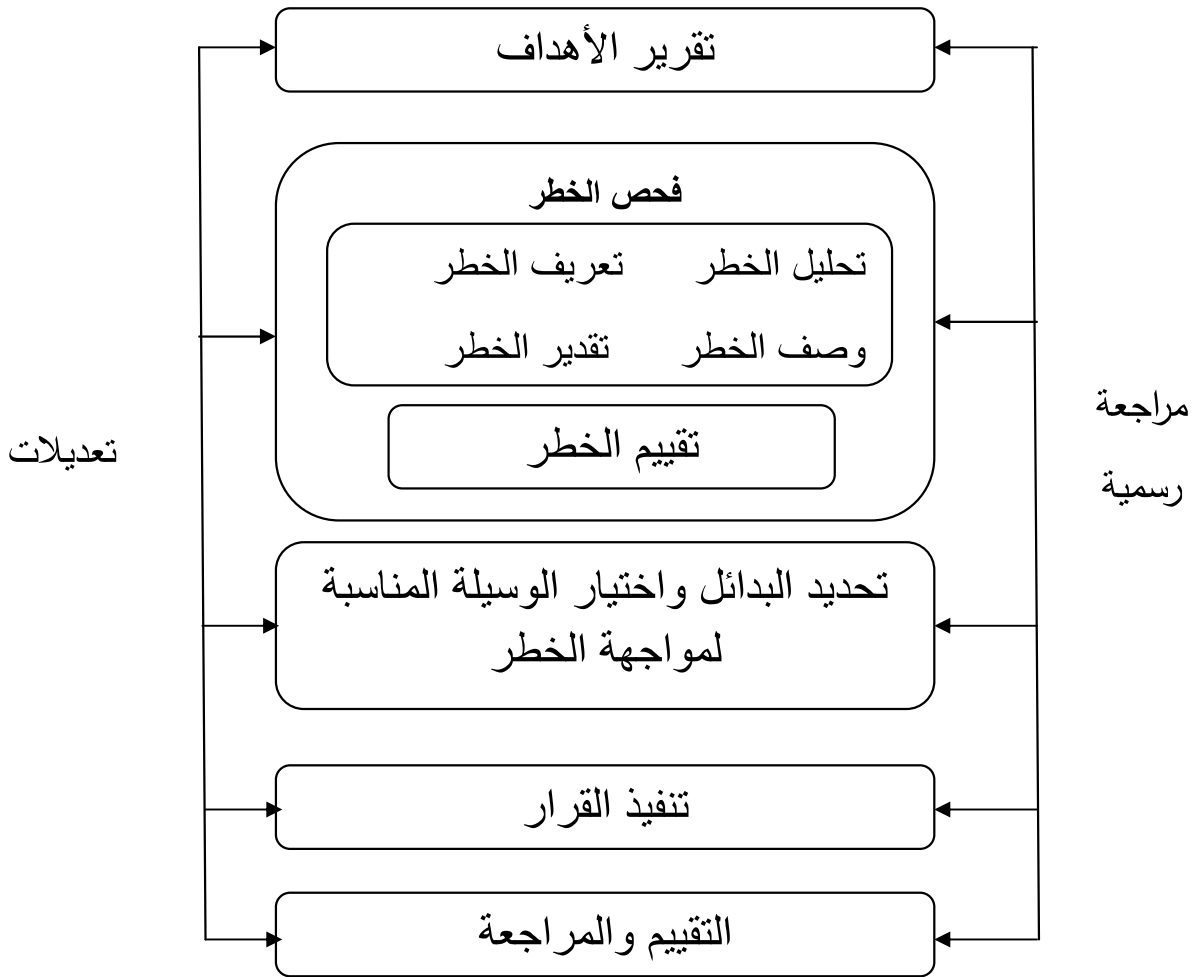 تقرير الأهداف
فحص الخطر
تحليل الخطر تعريف الخطر
وصف الخطر تقدير الخطر
تقييم الخطر
تحديد البدائل واختيار الوسيلة المناسبة
لمواجهة الخطر
تنفيذ القرار
التقييم والمراجعة
مراجعة
رسمية
تعديلات